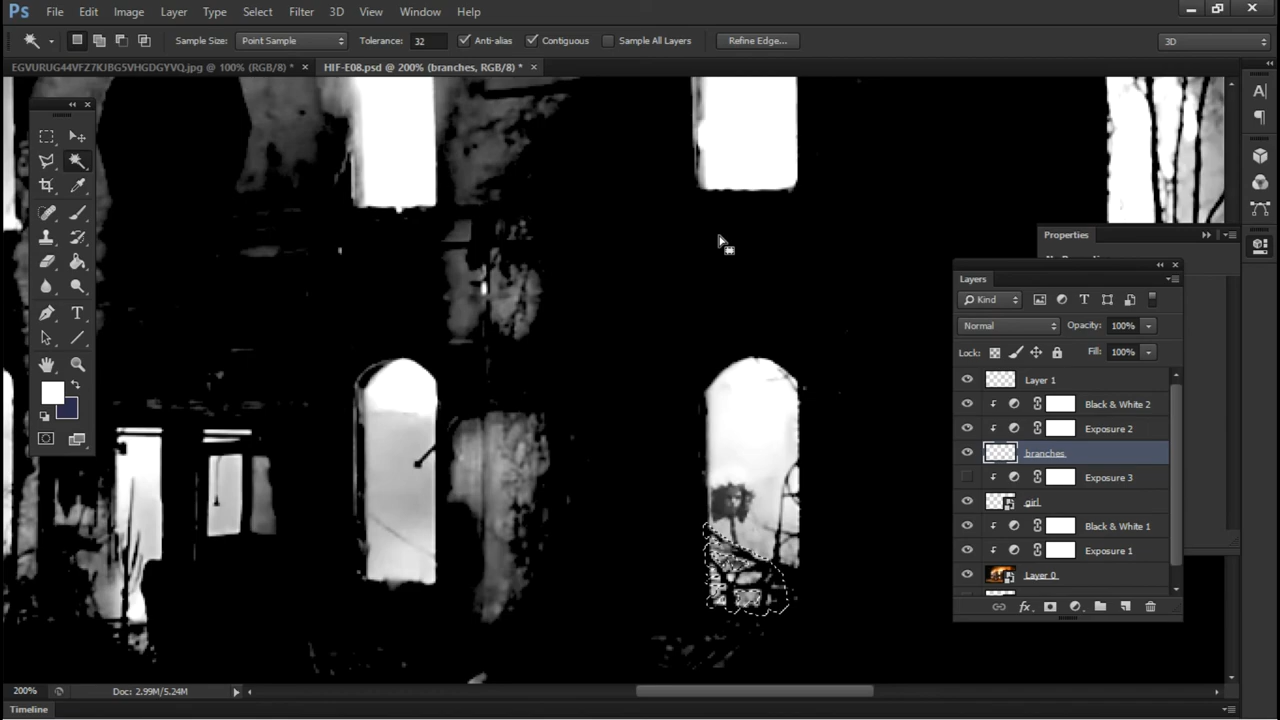 Ps File Edit Image Layer Type Select Filter 3D View Window Help
Sample Size: Point Sample Tolerance: 32 Anti-alias Contiguous Sample All Layers Refine Edge... 3D
EGVURUG44VFZ7KJBG5VHGDGYVQ.jpg @ 100% (RGB/8) * × HIF-E08.psd @ 200% (branches, RGB/8) * ×
Properties
Layers
Kind
Normal Opacity: 100%
Lock: Fill: 100%
Layer 1
Black & White 2
Exposure 2
branches
Exposure 3
girl
Black & White 1
Exposure 1
Layer 0
fx
200% Doc: 2.99M/5.24M
Timeline